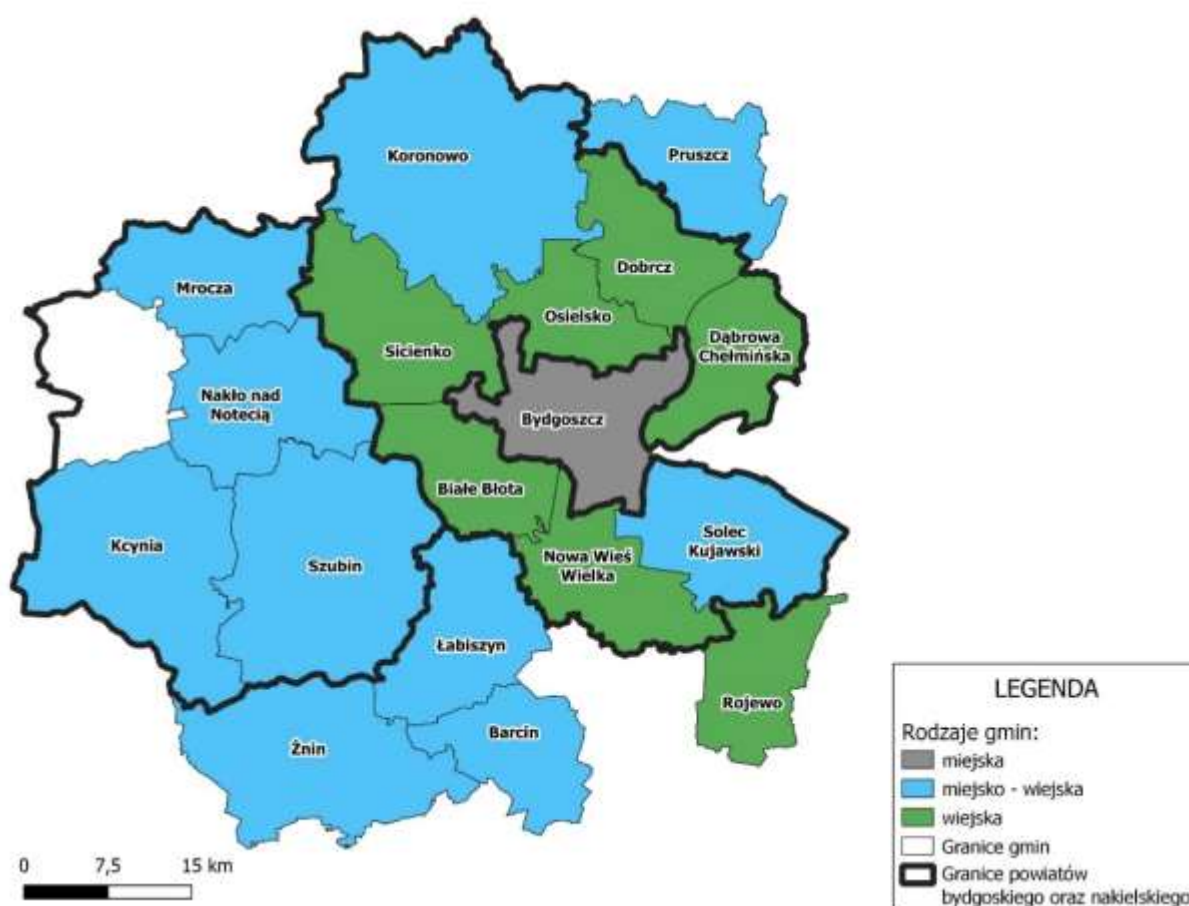 Koronowo
Pruszcz
Mrocza
Dobrcz
Osielsko
Sicienko
Dąbrowa
Chełmińska
Nakło nad
Notecią
Bydgoszcz
Białe Błota
Kcynia
Szubin
Nowa Wieś
Wielka
Solec
Kujawski
Łabiszyn
Rojewo
Żnin
Barcin
0 7,5 15 km
LEGENDA
Rodzaje gmin:
miejska
miejsko - wiejska
wiejska
Granice gmin
Granice powiatów
bydgoskiego oraz nakielskiego